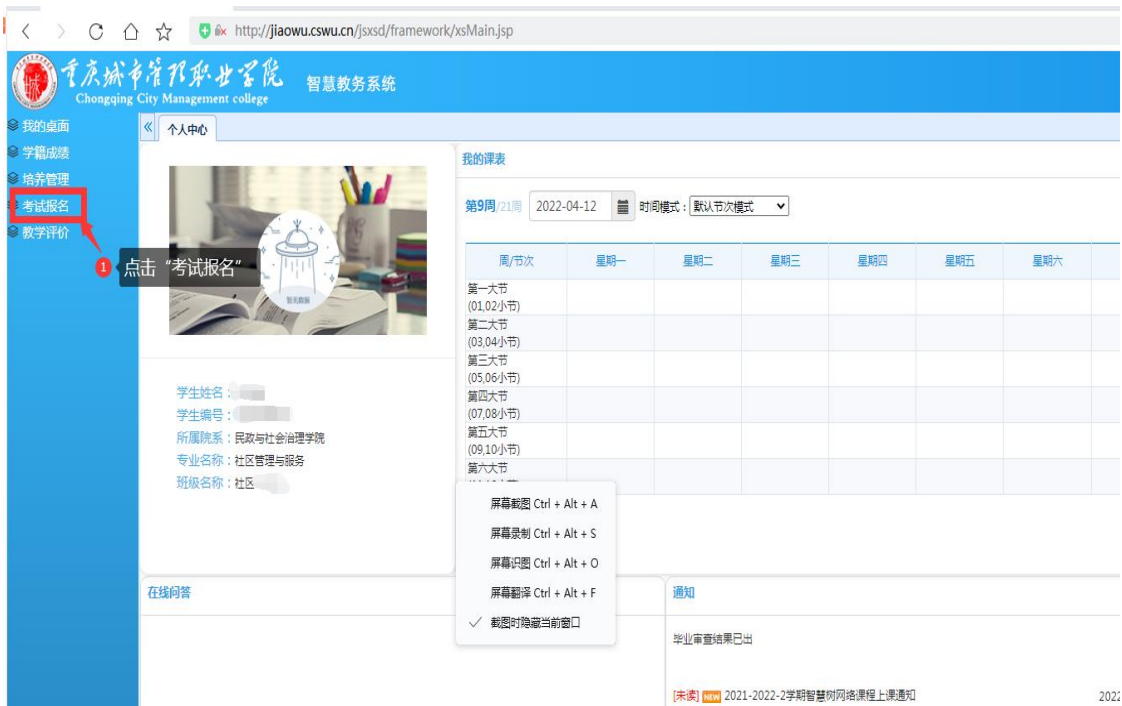 http://jiaowu.cswu.cn/jsxsd/framework/xsMain.jsp
重庆城市管理职业学院 智慧教务系统
Chongqing City Management college
我的桌面
学籍成绩
培养管理
考试报名
教学评价
1 点击“考试报名”
个人中心
暂无数据
学生姓名：
学生编号：
所属院系：民政与社会治理学院
专业名称：社区管理与服务
班级名称：社区
我的课表
第9周/21周 2022-04-12 时间模式：默认节次模式
周/节次 星期一 星期二 星期三 星期四 星期五 星期六
第一大节
(01,02小节)
第二大节
(03,04小节)
第三大节
(05,06小节)
第四大节
(07,08小节)
第五大节
(09,10小节)
第六大节
屏幕截图 Ctrl + Alt + A
屏幕录制 Ctrl + Alt + S
屏幕识图 Ctrl + Alt + O
屏幕翻译 Ctrl + Alt + F
截图时隐藏当前窗口
在线问答
通知
毕业审查结果已出
[未读] NEW 2021-2022-2学期智慧树网络课程上课通知 2022